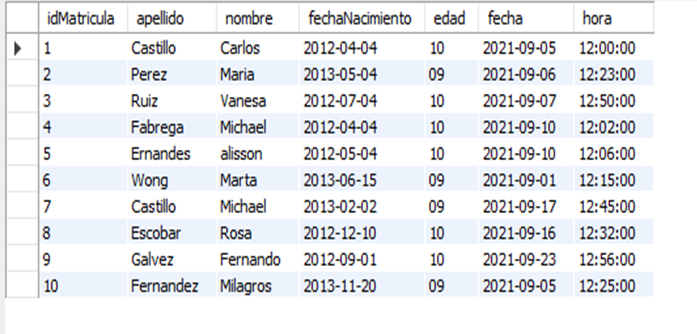 idMatricula apellido nombre fechaNacimiento edad fecha hora
1 Castillo Carlos 2012-04-04 10 2021-09-05 12:00:00
2 Perez Maria 2013-05-04 09 2021-09-06 12:23:00
3 Ruiz Vanesa 2012-07-04 10 2021-09-07 12:50:00
4 Fabrega Michael 2012-04-04 10 2021-09-10 12:02:00
5 Ernandes alisson 2012-05-04 10 2021-09-10 12:06:00
6 Wong Marta 2013-06-15 09 2021-09-01 12:15:00
7 Castillo Michael 2013-02-02 09 2021-09-17 12:45:00
8 Escobar Rosa 2012-12-10 10 2021-09-16 12:32:00
9 Galvez Fernando 2012-09-01 10 2021-09-23 12:56:00
10 Fernandez Milagros 2013-11-20 09 2021-09-05 12:25:00